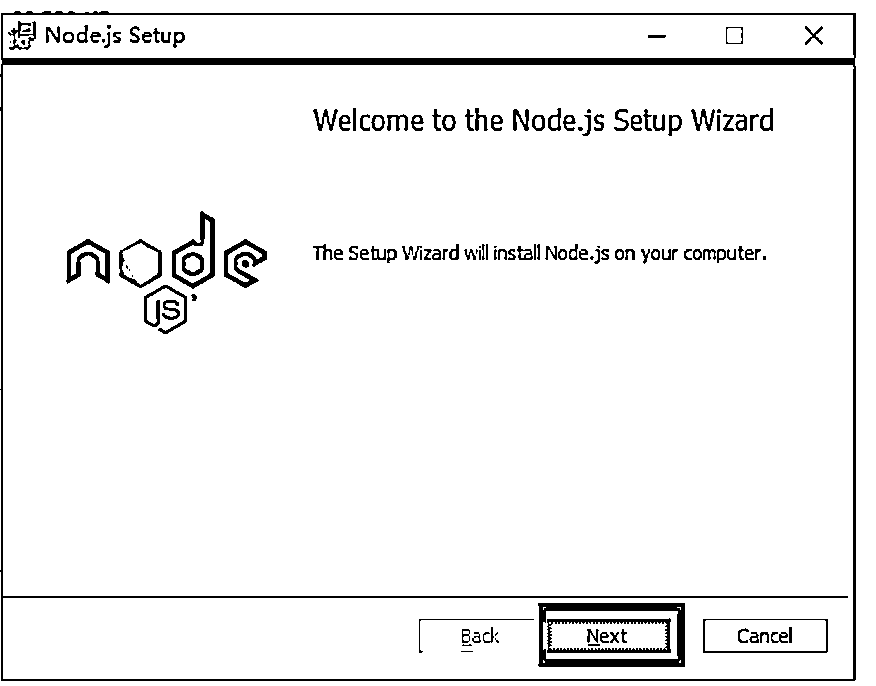 Node.js Setup
Welcome to the Node.js Setup Wizard
node
JS
The Setup Wizard will install Node.js on your computer.
Back
Next
Cancel